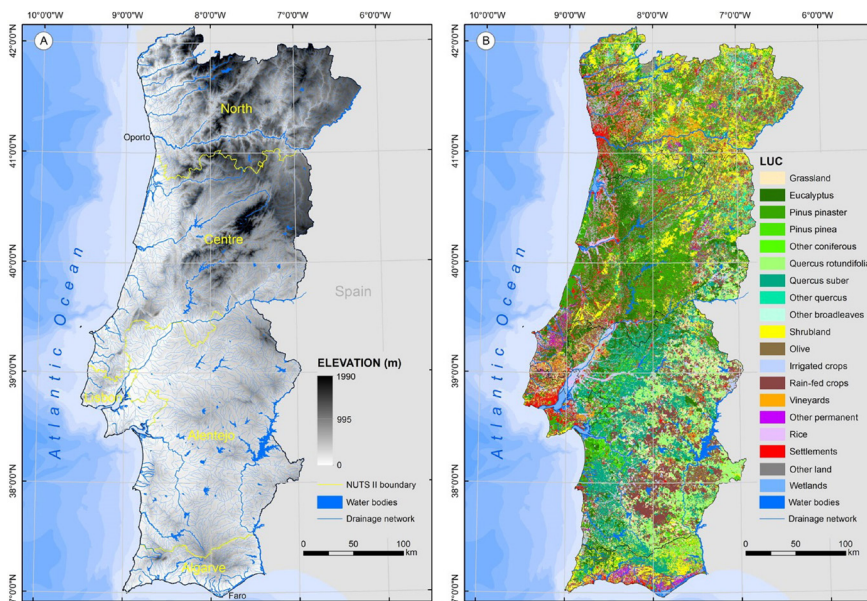 10°0'0"W
9°0'0"W
8°0'0"W
7°0'0"W
6°0'0"W
A
42°0'0"N
41°0'0"N
40°0'0"N
39°0'0"N
38°0'0"N
37°0'0"N
North
Oporto
Centre
Spain
Atlantic Ocean
Lisbon
Alentejo
Algarve
Faro
ELEVATION (m)
1990
995
0
NUTS II boundary
Water bodies
Drainage network
0 50 100
km
10°0'0"W
9°0'0"W
8°0'0"W
7°0'0"W
6°0'0"W
B
42°0'0"N
41°0'0"N
40°0'0"N
39°0'0"N
38°0'0"N
37°0'0"N
Atlantic Ocean
LUC
Grassland
Eucalyptus
Pinus pinaster
Pinus pinea
Other coniferous
Quercus rotundifolia
Quercus suber
Other quercus
Other broadleaves
Shrubland
Olive
Irrigated crops
Rain-fed crops
Vineyards
Other permanent
Rice
Settlements
Other land
Wetlands
Water bodies
Drainage network
0 50 100
km